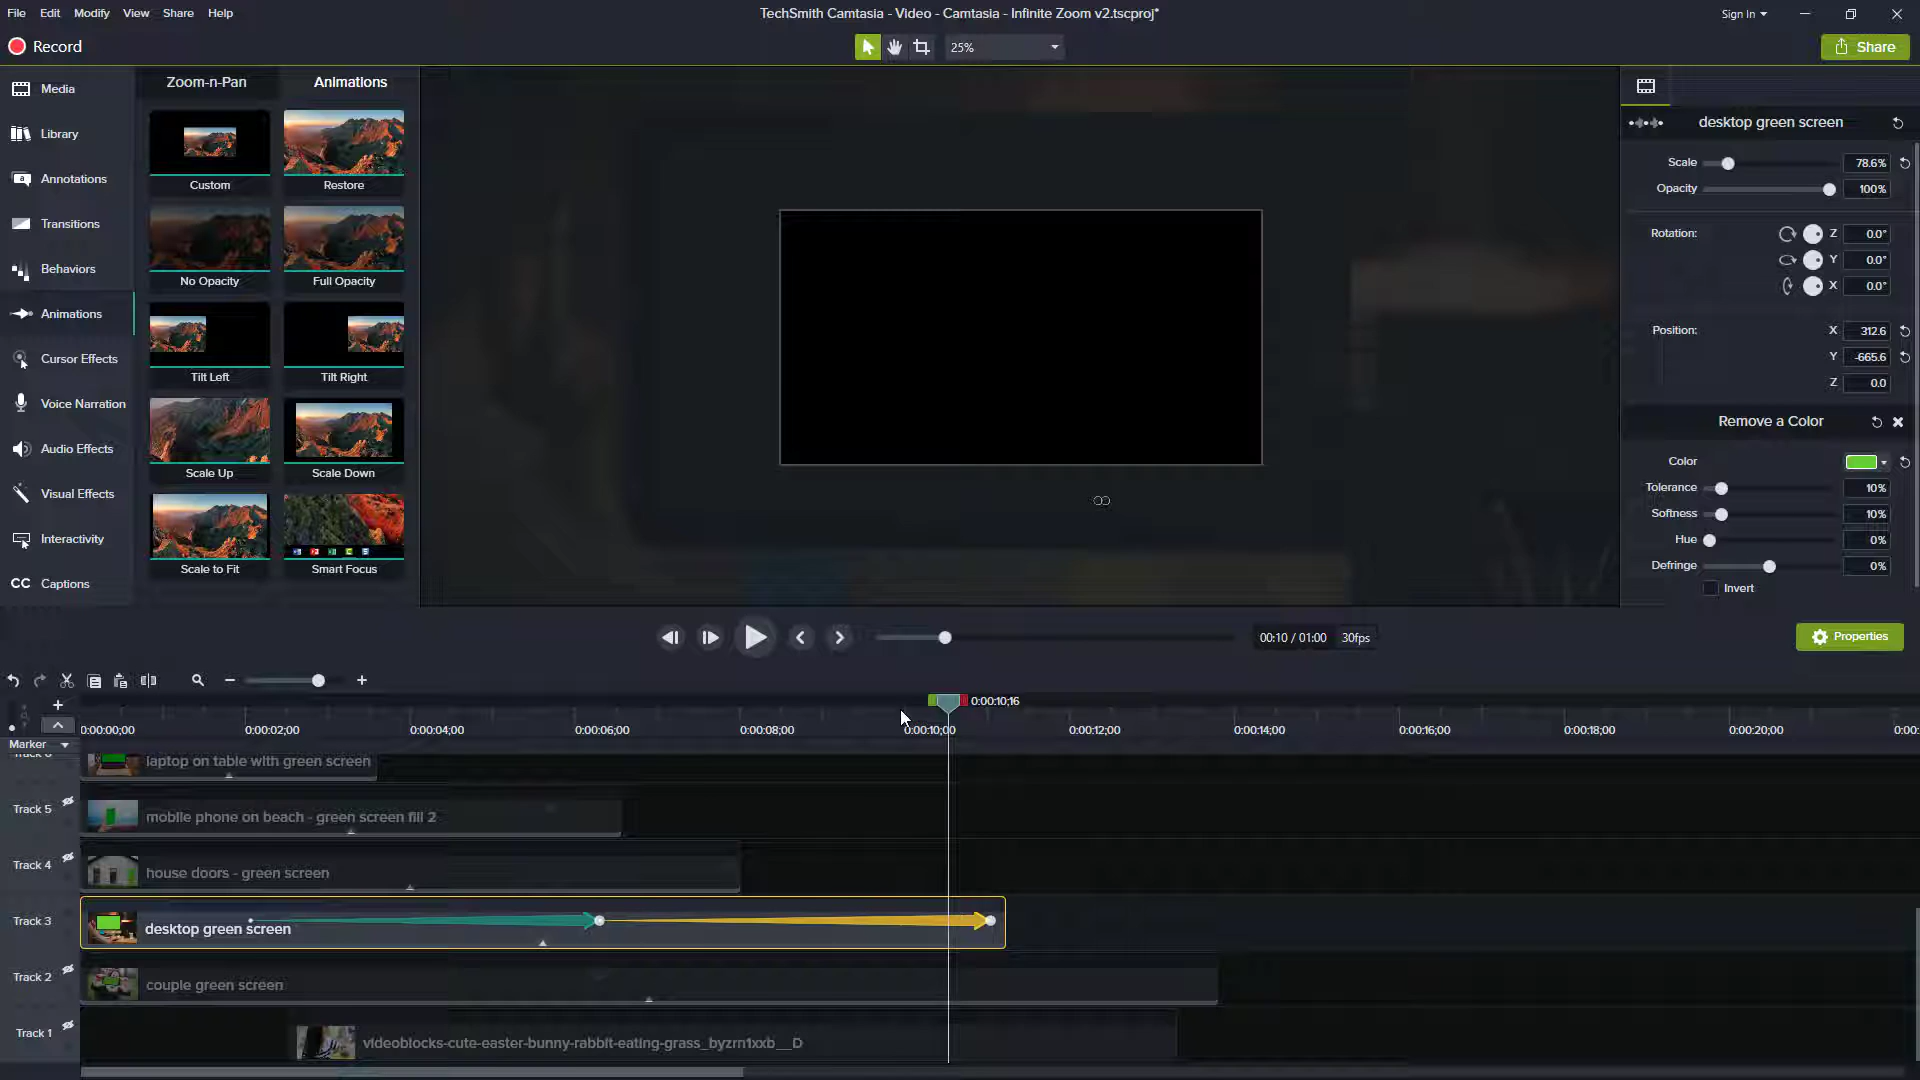 File Edit Modify View Share Help
TechSmith Camtasia - Video - Camtasia - Infinite Zoom v2.tscproj*
Sign In
Record
25%
Share
Media
Library
Annotations
Transitions
Behaviors
Animations
Cursor Effects
Voice Narration
Audio Effects
Visual Effects
Interactivity
CC Captions
Zoom-n-Pan Animations
Custom Restore
No Opacity Full Opacity
Tilt Left Tilt Right
Scale Up Scale Down
Scale to Fit Smart Focus
desktop green screen
Scale 78.6%
Opacity 100%
Rotation: Z 0.0°
Y 0.0°
X 0.0°
Position: X 312.6
Y -665.6
Z 0.0
Remove a Color
Color
Tolerance 10%
Softness 10%
Hue 0%
Defringe 0%
Invert
00:10 / 01:00 30fps
Properties
0:00:10;16
0:00:00;00 0:00:02;00 0:00:04;00 0:00:06;00 0:00:08;00 0:00:10;00 0:00:12;00 0:00:14;00 0:00:16;00 0:00:18;00 0:00:20;00 0:00:
Marker
laptop on table with green screen
Track 5 mobile phone on beach - green screen fill 2
Track 4 house doors - green screen
Track 3 desktop green screen
Track 2 couple green screen
Track 1 videoblocks-cute-easter-bunny-rabbit-eating-grass_byzrn1xxb__D